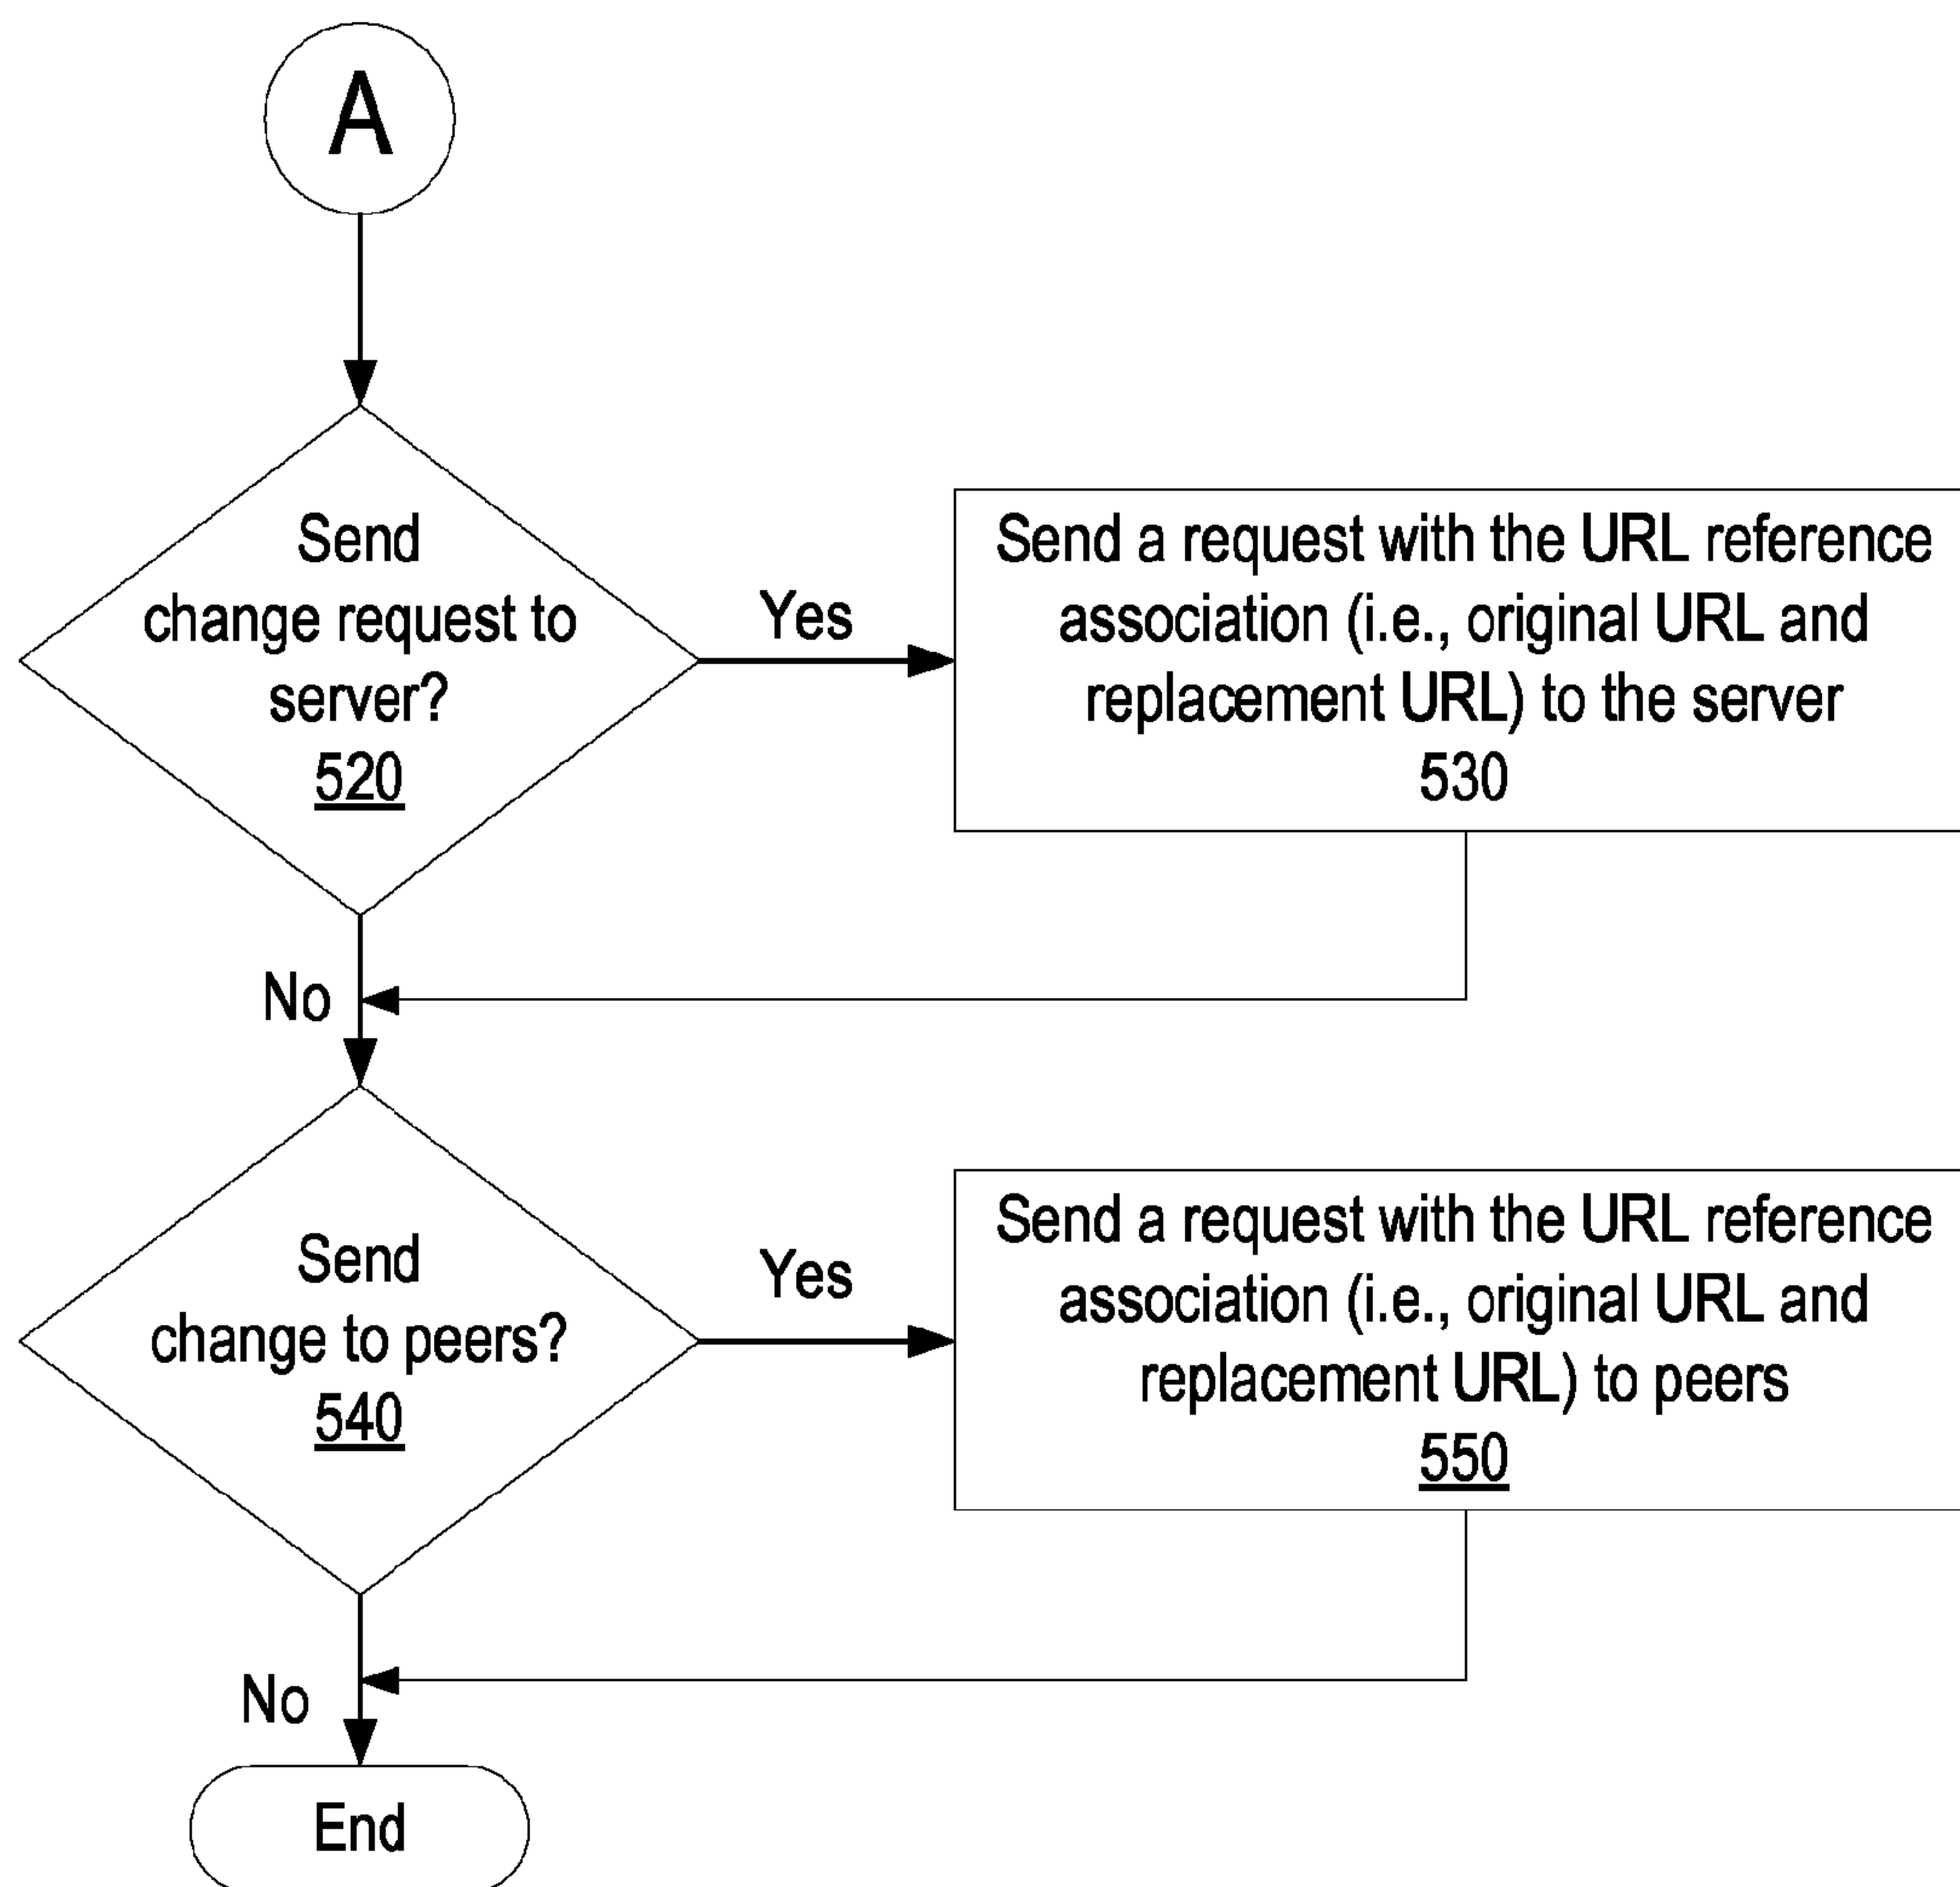 A
Send
change request to
server?
520
Yes
Send a request with the URL reference
association (i.e., original URL and
replacement URL) to the server
530
No
Send
change to peers?
540
Yes
Send a request with the URL reference
association (i.e., original URL and
replacement URL) to peers
550
No
End